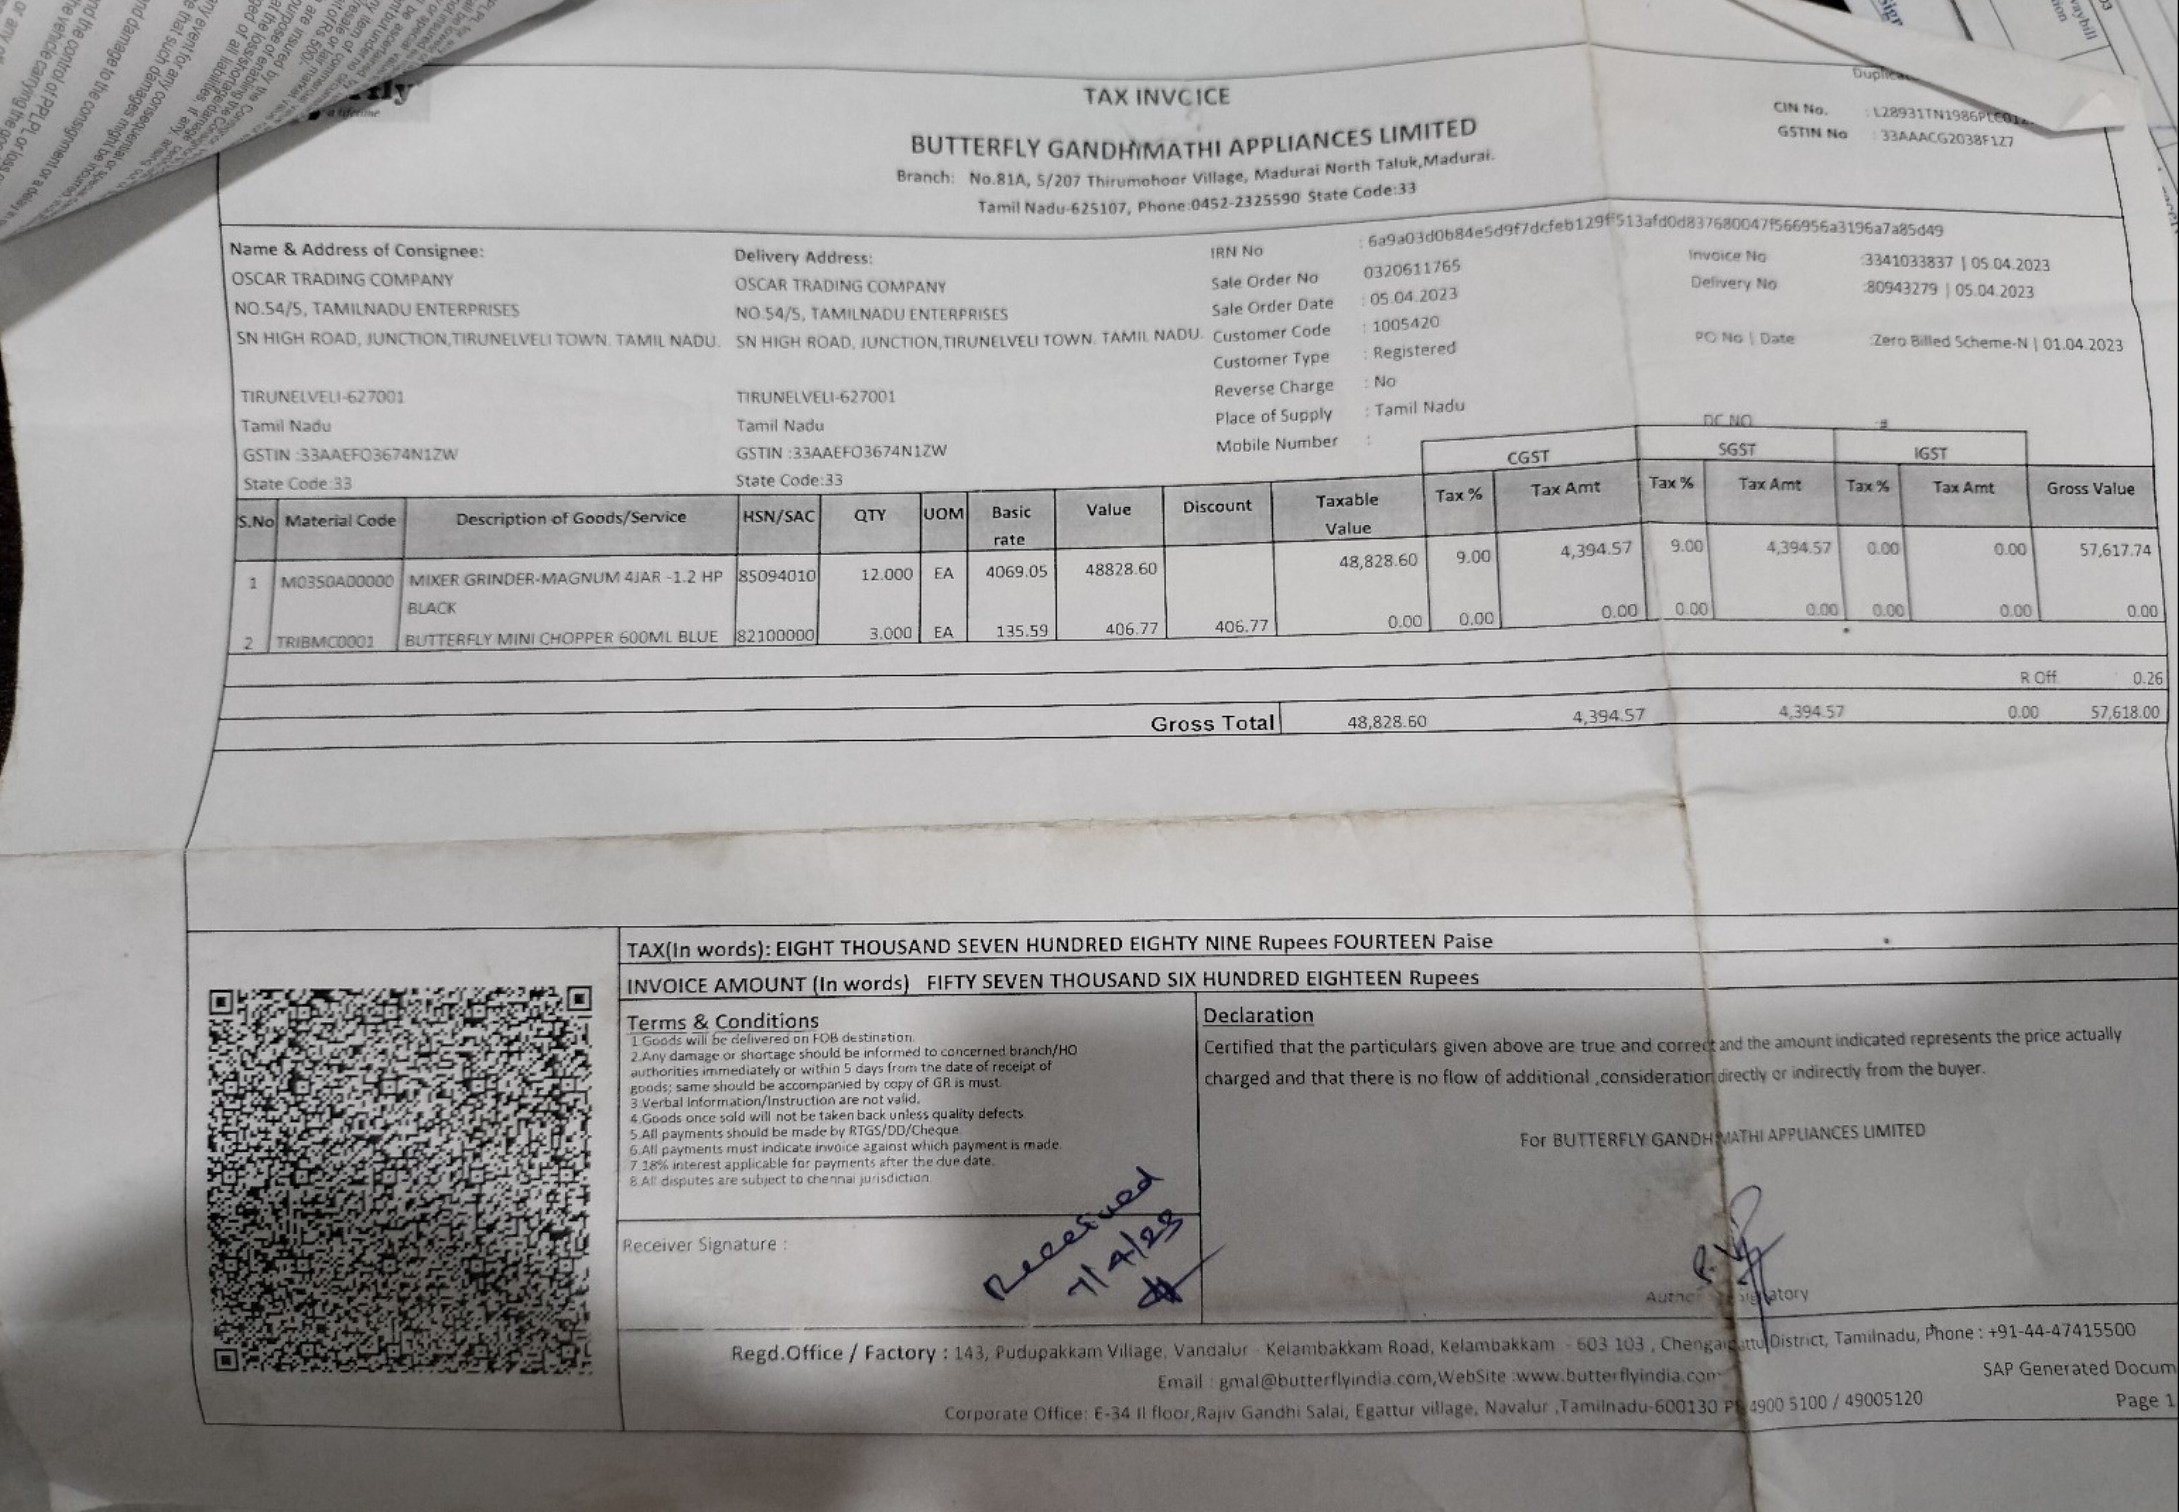 TAX INVOICE
BUTTERFLY GANDHIMATHI APPLIANCES LIMITED
Branch: No.81A, 5/207 Thirumohoor Village, Madurai North Taluk,Madurai.
Tamil Nadu-625107, Phone:0452-2325590 State Code:33
a lifetime
CIN No. :
GSTIN No : 33AAACG2038F1Z7
Name & Address of Consignee:
OSCAR TRADING COMPANY
NO.54/5, TAMILNADU ENTERPRISES
SN HIGH ROAD, JUNCTION,TIRUNELVELI TOWN. TAMIL NADU.
TIRUNELVELI-627001
Tamil Nadu
GSTIN :33AAEFO3674N1ZW
State Code:33
Delivery Address:
OSCAR TRADING COMPANY
NO.54/5, TAMILNADU ENTERPRISES
SN HIGH ROAD, JUNCTION,TIRUNELVELI TOWN. TAMIL NADU.
TIRUNELVELI-627001
Tamil Nadu
GSTIN :33AAEFO3674N1ZW
State Code:33
IRN No : 6a9a03d0b84e5d9f7dcfeb129ff513afd0d837680047f566956a3196a7a85d49
Sale Order No 0320611765
Sale Order Date : 05.04.2023
Customer Code : 1005420
Customer Type : Registered
Reverse Charge : No
Place of Supply : Tamil Nadu
Mobile Number :
Invoice No :3341033837 | 05.04.2023
Delivery No :80943279 | 05.04.2023
PO No | Date :Zero Billed Scheme-N | 01.04.2023
DC NO
CGST SGST IGST
S.No Material Code Description of Goods/Service HSN/SAC QTY UOM Basic rate Value Discount Taxable Value Tax % Tax Amt Tax % Tax Amt Tax % Tax Amt Gross Value
1 M0350A00000 MIXER GRINDER-MAGNUM 4JAR -1.2 HP 85094010 12.000 EA 4069.05 48828.60 48,828.60 9.00 4,394.57 9.00 4,394.57 0.00 0.00 57,617.74
BLACK
2 TRIBMC0001 BUTTERFLY MINI CHOPPER 600ML BLUE 82100000 3.000 EA 135.59 406.77 406.77 0.00 0.00 0.00 0.00 0.00 0.00 0.00 0.00
R Off 0.26
Gross Total 48,828.60 4,394.57 4,394.57 0.00 57,618.00
TAX(In words): EIGHT THOUSAND SEVEN HUNDRED EIGHTY NINE Rupees FOURTEEN Paise
INVOICE AMOUNT (In words) FIFTY SEVEN THOUSAND SIX HUNDRED EIGHTEEN Rupees
Terms & Conditions
1.Goods will be delivered on FOB destination.
2.Any damage or shortage should be informed to concerned branch/HO
authorities immediately or within 5 days from the date of receipt of
goods; same should be accompanied by copy of GR is must.
3.Verbal Information/Instruction are not valid.
4.Goods once sold will not be taken back unless quality defects
5.All payments should be made by RTGS/DD/Cheque.
6.All payments must indicate invoice against which payment is made.
7.18% interest applicable for payments after the due date.
8.All disputes are subject to chennai jurisdiction.
Receiver Signature :
Received
7/4/23
Declaration
Certified that the particulars given above are true and correct and the amount indicated represents the price actually
charged and that there is no flow of additional ,consideration directly or indirectly from the buyer.
For BUTTERFLY GANDHIMATHI APPLIANCES LIMITED
Regd.Office / Factory : 143, Pudupakkam Village, Vandalur - Kelambakkam Road, Kelambakkam - 603 103 , Chengalpattu District, Tamilnadu, Phone : +91-44-47415500
Email : gmal@butterflyindia.com,WebSite :www.butterflyindia.com
SAP Generated Docum
Corporate Office: E-34 II floor,Rajiv Gandhi Salai, Egattur village, Navalur ,Tamilnadu-600130 4900 5100 / 49005120
Page 1